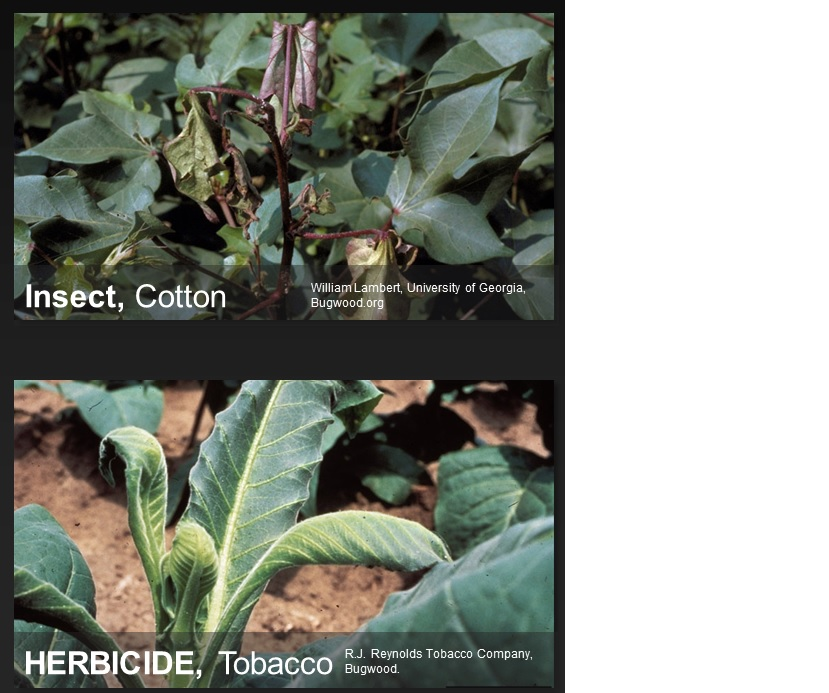 Insect, Cotton
William Lambert, University of Georgia,
Bugwood.org
HERBICIDE, Tobacco
R.J. Reynolds Tobacco Company,
Bugwood.